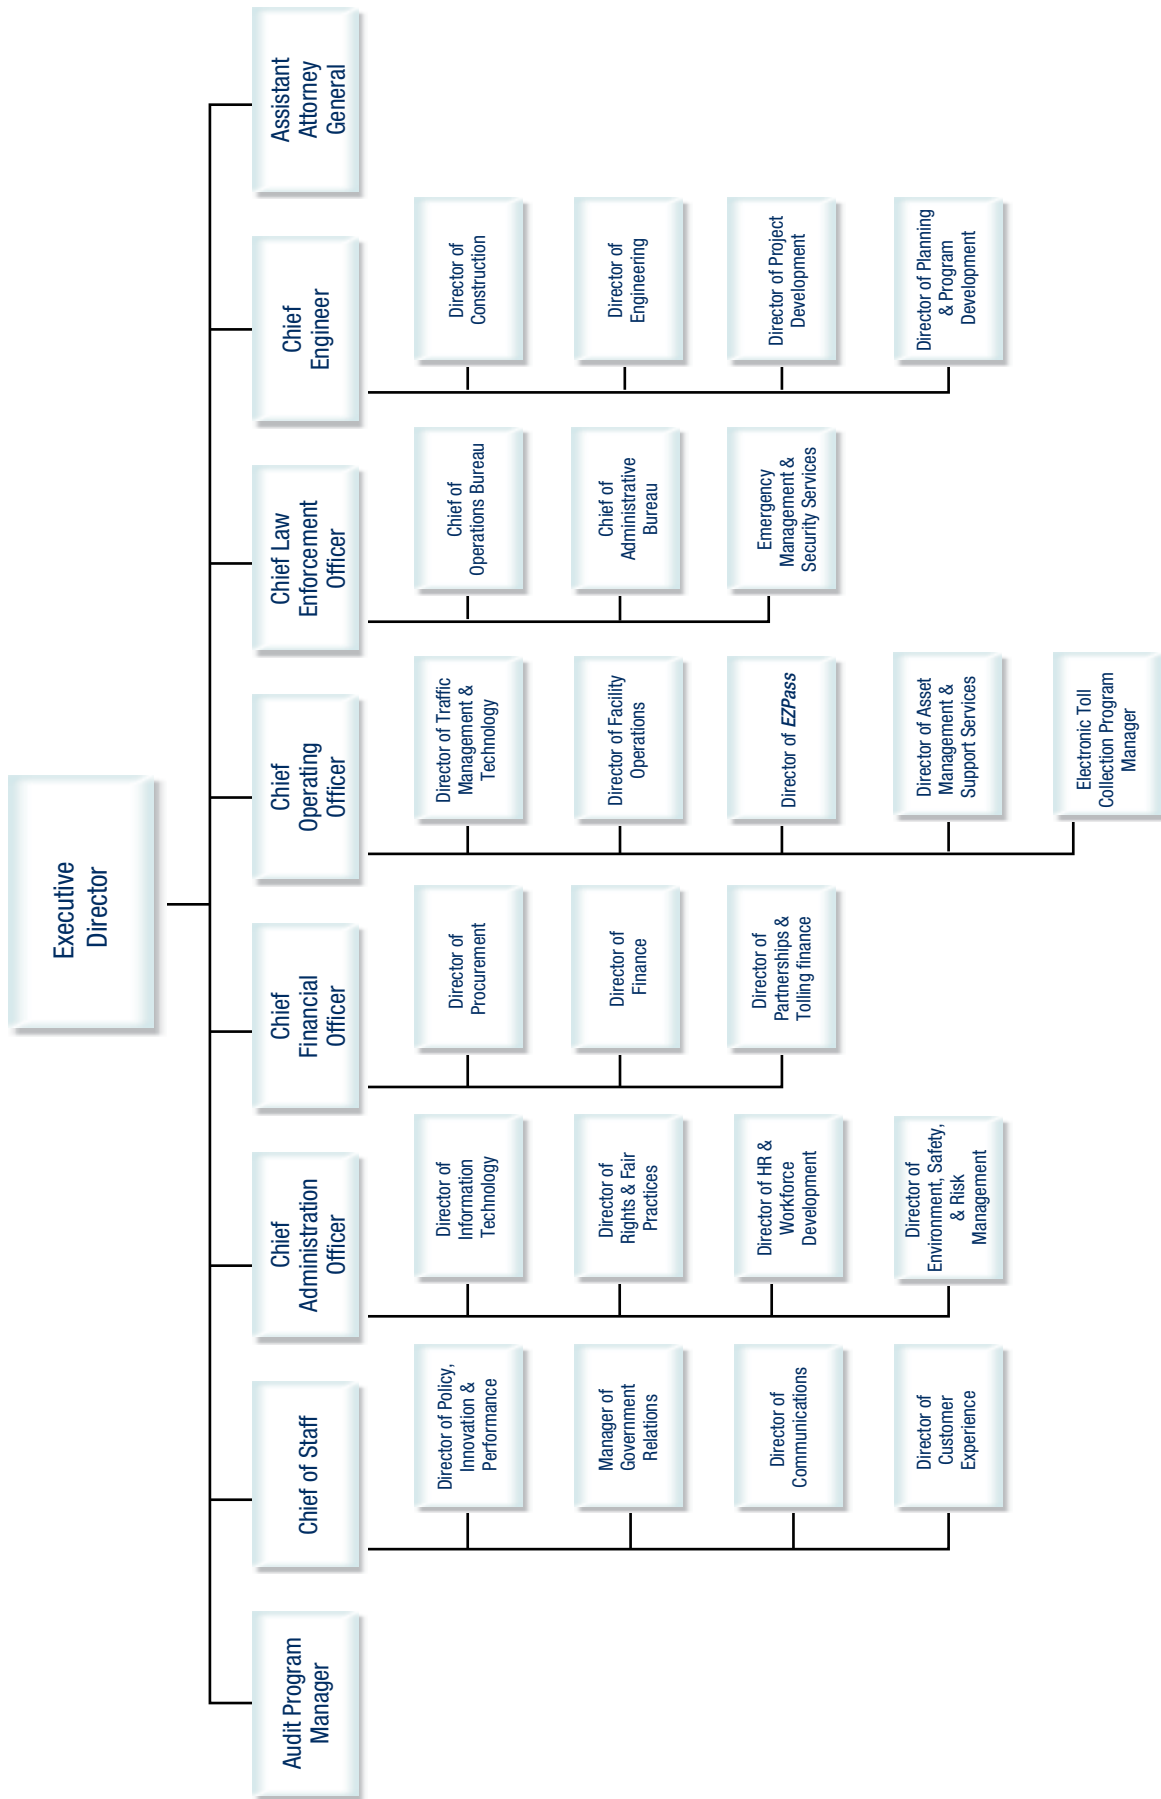 Executive
Director
Audit Program
Manager
Chief of Staff
Chief
Administration
Officer
Chief
Financial
Officer
Chief
Operating
Officer
Chief Law
Enforcement
Officer
Chief
Engineer
Assistant
Attorney
General
Director of Policy,
Innovation &
Performance
Manager of
Government
Relations
Director of
Communications
Director of
Customer
Experience
Director of
Information
Technology
Director of
Rights & Fair
Practices
Director of HR &
Workforce
Development
Director of
Environment, Safety,
& Risk
Management
Director of
Procurement
Director of
Finance
Director of
Partnerships &
Tolling finance
Director of Traffic
Management &
Technology
Director of Facility
Operations
Director of EZPass
Director of Asset
Management &
Support Services
Electronic Toll
Collection Program
Manager
Chief of
Operations Bureau
Chief of
Administrative
Bureau
Emergency
Management &
Security Services
Director of
Construction
Director of
Engineering
Director of Project
Development
Director of Planning
& Program
Development